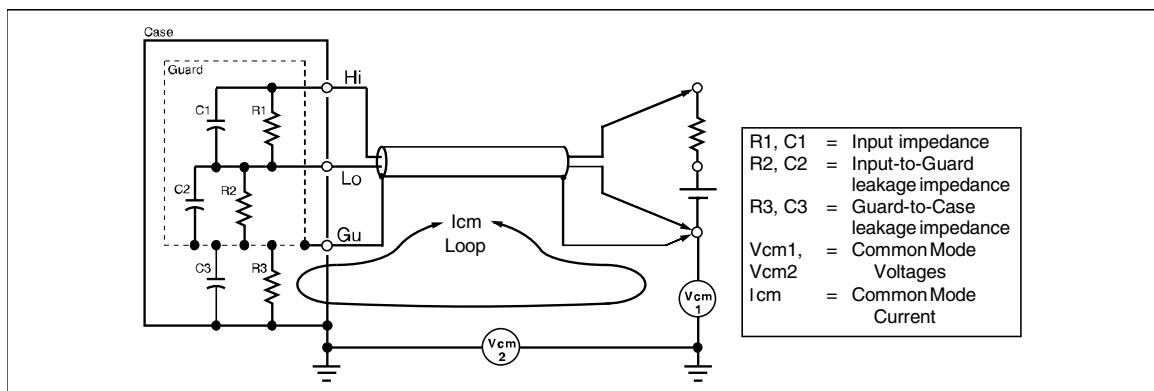 Case
Guard
Hi
C1
R1
Lo
C2
R2
Gu
C3
R3
Icm
Loop
Vcm
1
Vcm
2
R1, C1 = Input impedance
R2, C2 = Input-to-Guard
leakage impedance
R3, C3 = Guard-to-Case
leakage impedance
Vcm1, = Common Mode
Vcm2 Voltages
Icm = Common Mode
Current